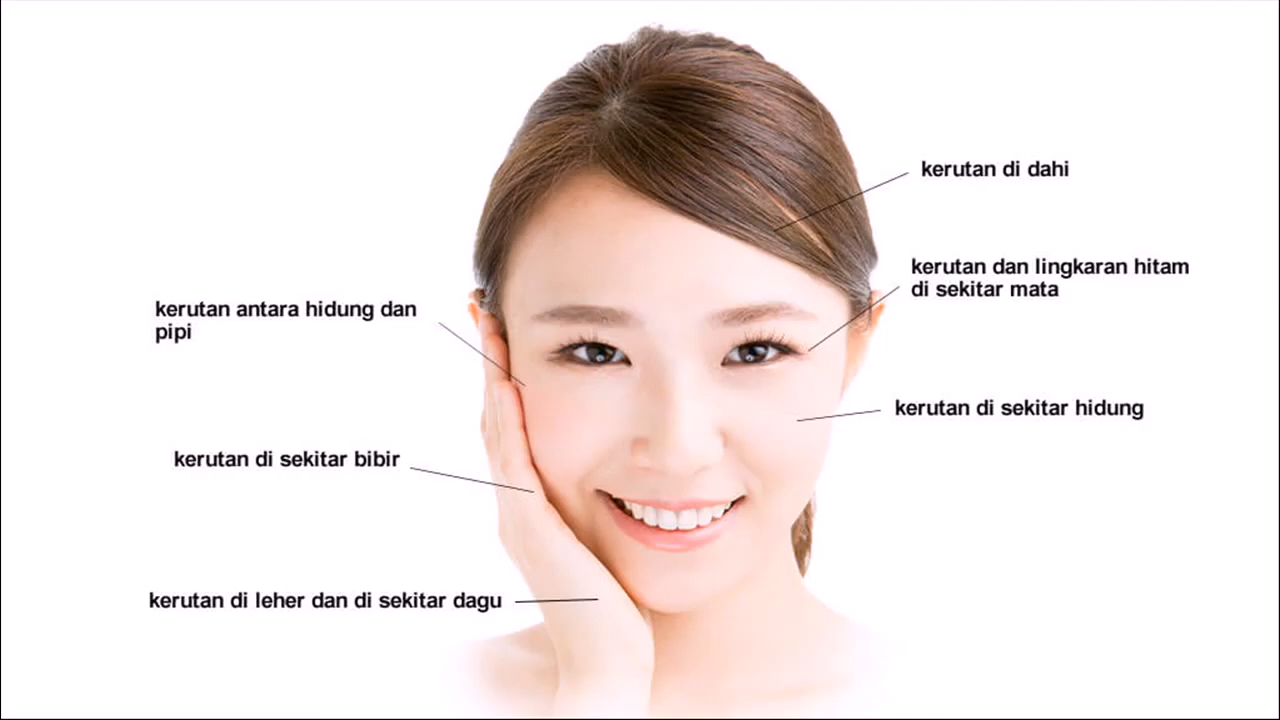 kerutan di dahi
kerutan dan lingkaran hitam
di sekitar mata
kerutan antara hidung dan
pipi
kerutan di sekitar hidung
kerutan di sekitar bibir
kerutan di leher dan di sekitar dagu